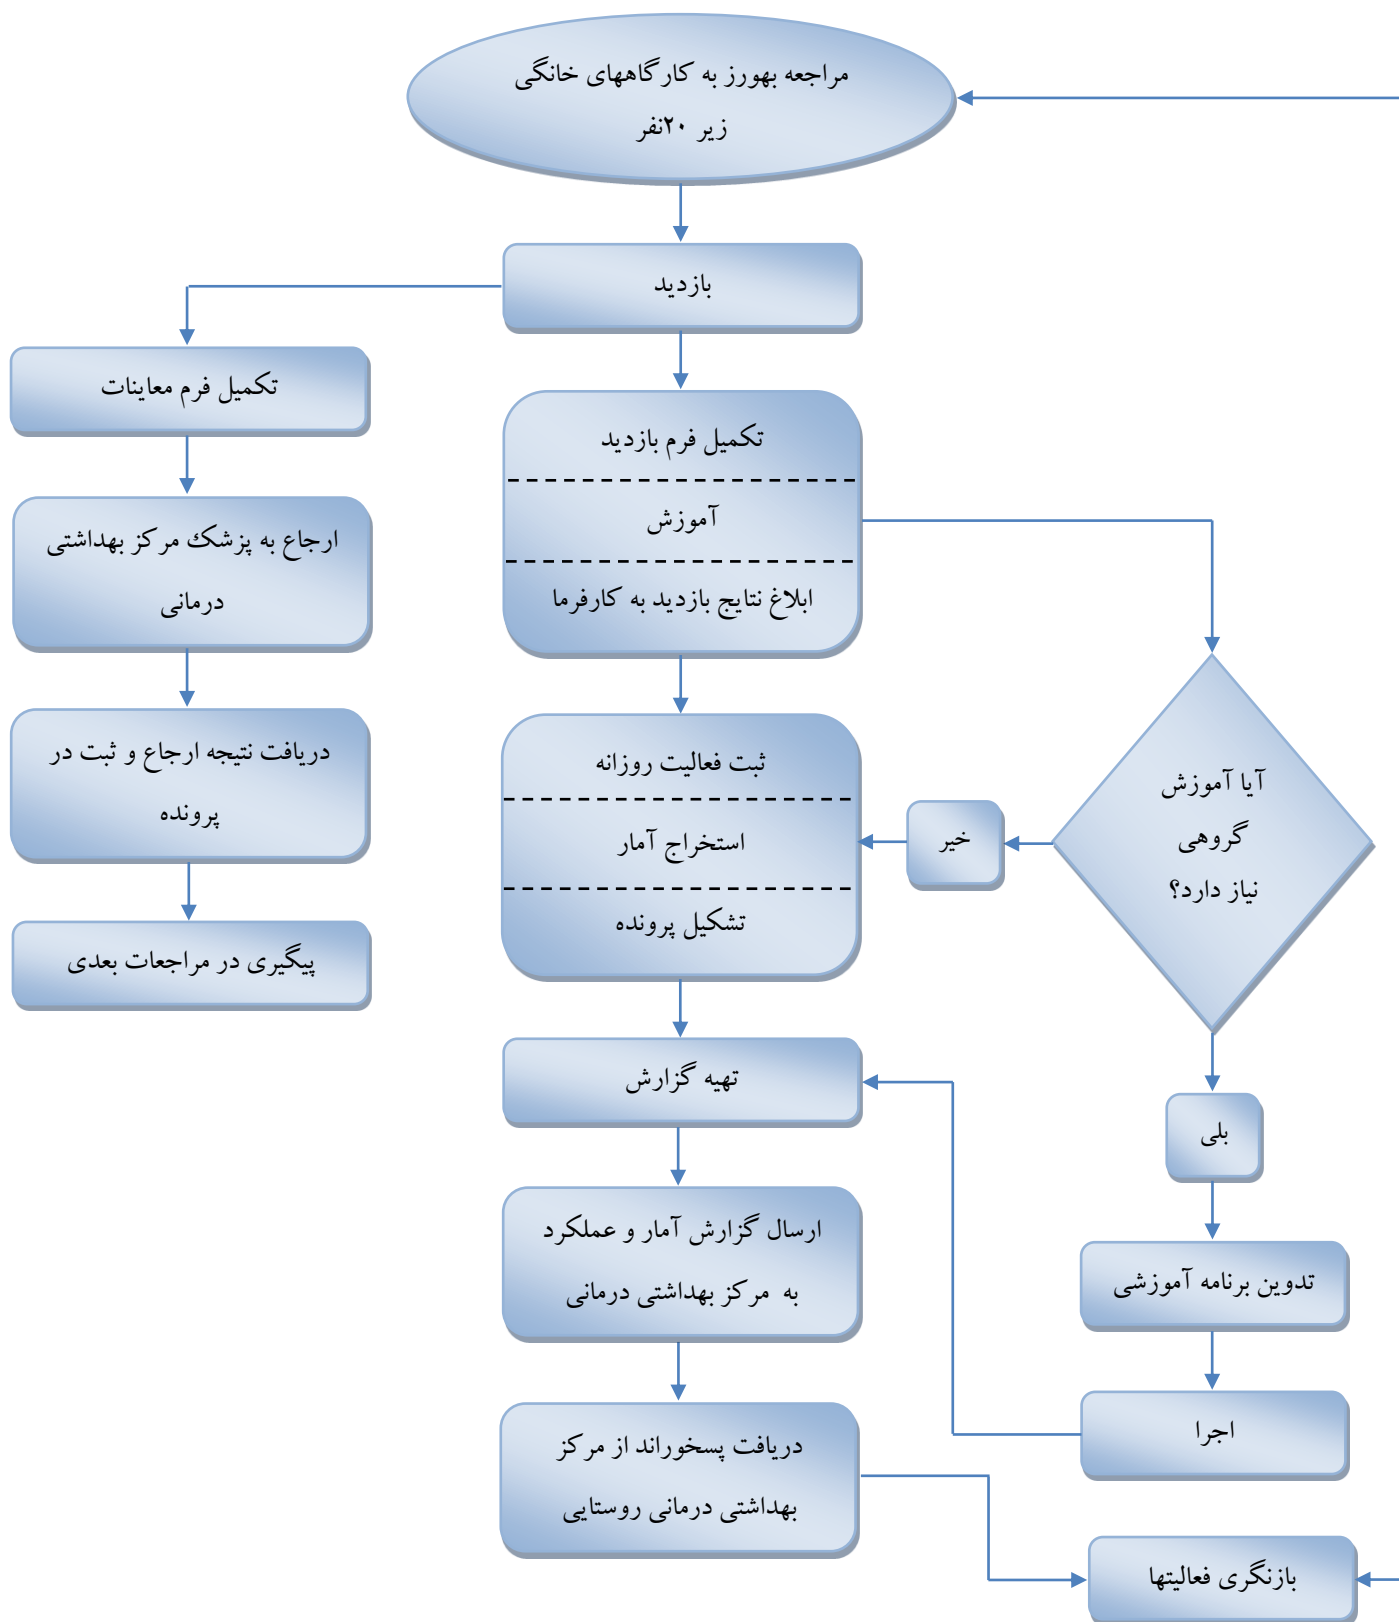 مراجعه بهورز به کارگاههای خانگی
زیر ۲۰نفر
بازدید
تکمیل فرم معاینات
ارجاع به پزشك مرکز بهداشتی
درمانی
دریافت نتیجه ارجاع و ثبت در
پرونده
پیگیری در مراجعات بعدی
تکمیل فرم بازدید
آموزش
ابلاغ نتایج بازدید به کارفرما
ثبت فعالیت روزانه
استخراج آمار
تشکیل پرونده
آیا آموزش
گروهی
نیاز دارد؟
خیر
بلی
تدوین برنامه آموزشی
اجرا
تهیه گزارش
ارسال گزارش آمار و عملکرد
به مرکز بهداشتی درمانی
دریافت پسخوراند از مرکز
بهداشتی درمانی روستایی
بازنگری فعالیتها